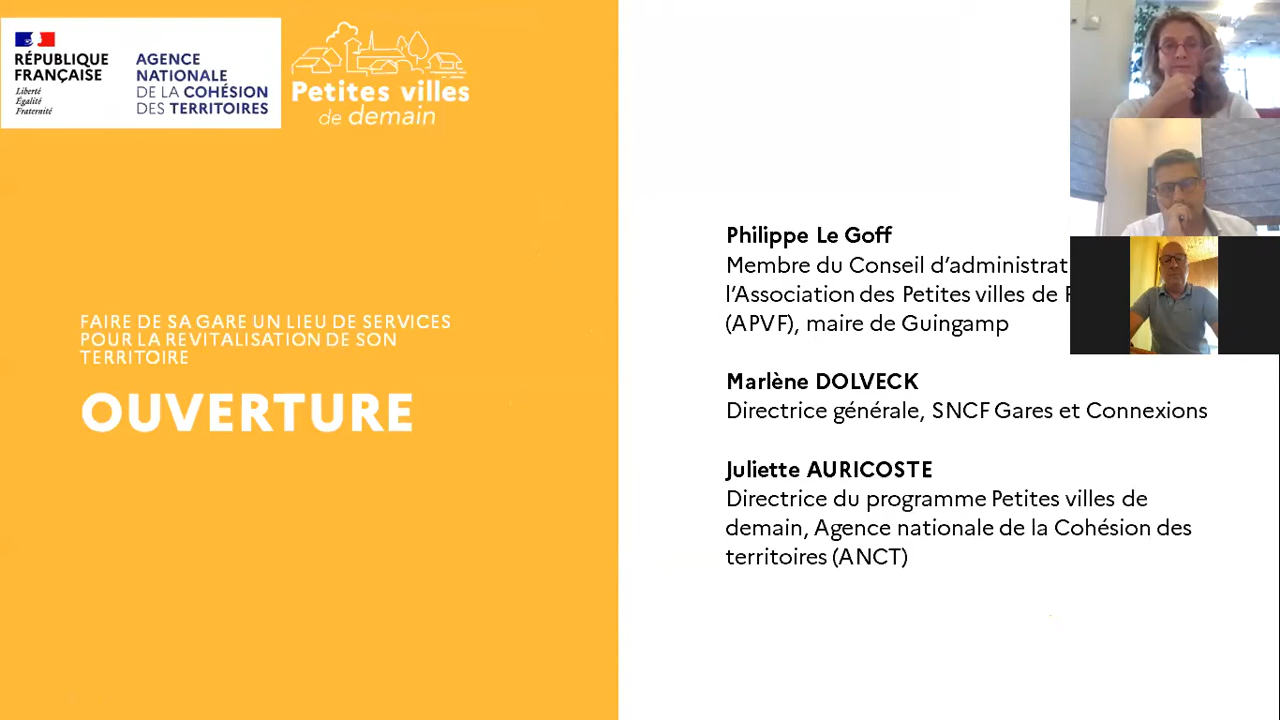 RÉPUBLIQUE
FRANÇAISE
Liberté
Égalité
Fraternité
AGENCE
NATIONALE
DE LA COHÉSION
DES TERRITOIRES
Petites villes
de demain
FAIRE DE SA GARE UN LIEU DE SERVICES
POUR LA REVITALISATION DE SON
TERRITOIRE
OUVERTURE
Philippe Le Goff
Membre du Conseil d’administrat
l’Association des Petites villes de
(APVF), maire de Guingamp
Marlène DOLVECK
Directrice générale, SNCF Gares et Connexions
Juliette AURICOSTE
Directrice du programme Petites villes de
demain, Agence nationale de la Cohésion des
territoires (ANCT)